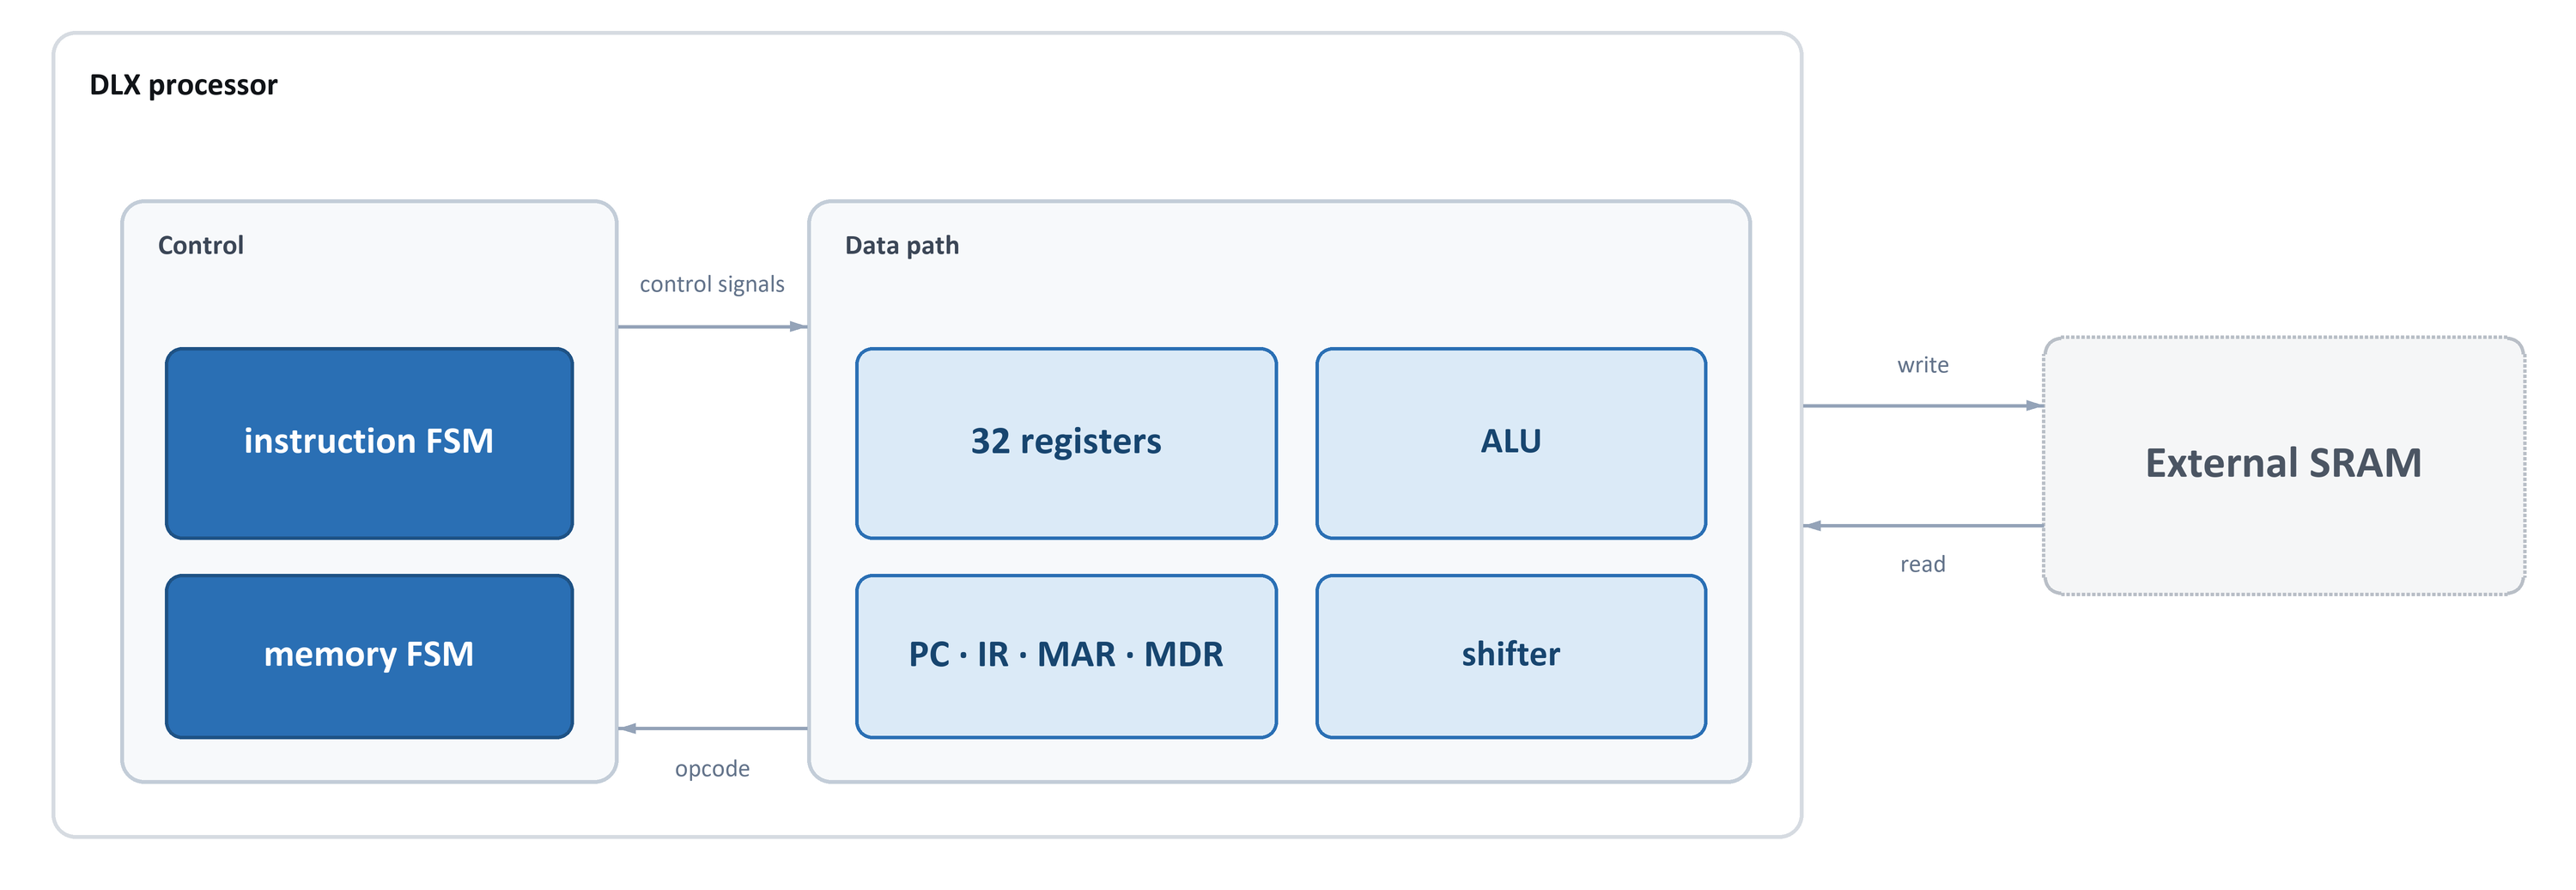 DLX processor
Control
instruction FSM
memory FSM
control signals
opcode
Data path
32 registers
ALU
PC · IR · MAR · MDR
shifter
write
read
External SRAM